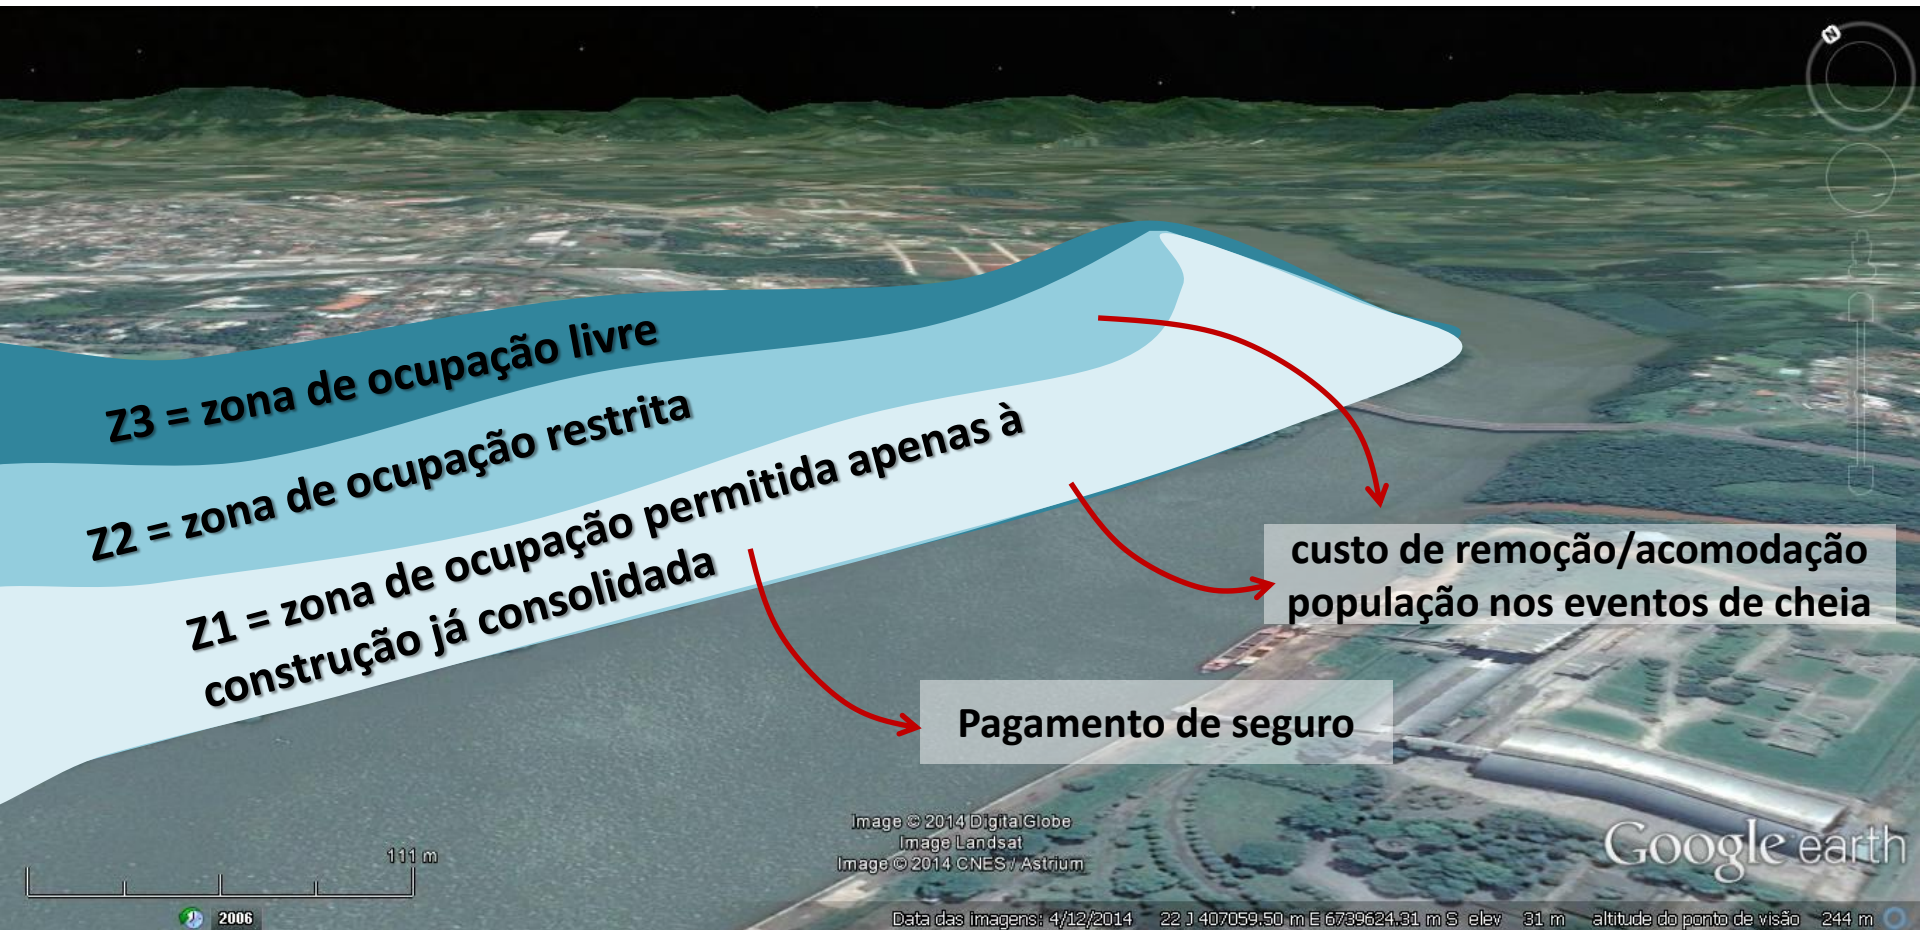 N
Z3 = zona de ocupação livre
Z2 = zona de ocupação restrita
Z1 = zona de ocupação permitida apenas à
construção já consolidada
custo de remoção/acomodação
população nos eventos de cheia
Pagamento de seguro
Image © 2014 DigitalGlobe
Image Landsat
Image © 2014 CNES / Astrium
Google earth
111 m
2006
Data das imagens: 4/12/2014 22 J 407059.50 m E 6739624.31 m S elev 31 m altitude do ponto de visão 244 m